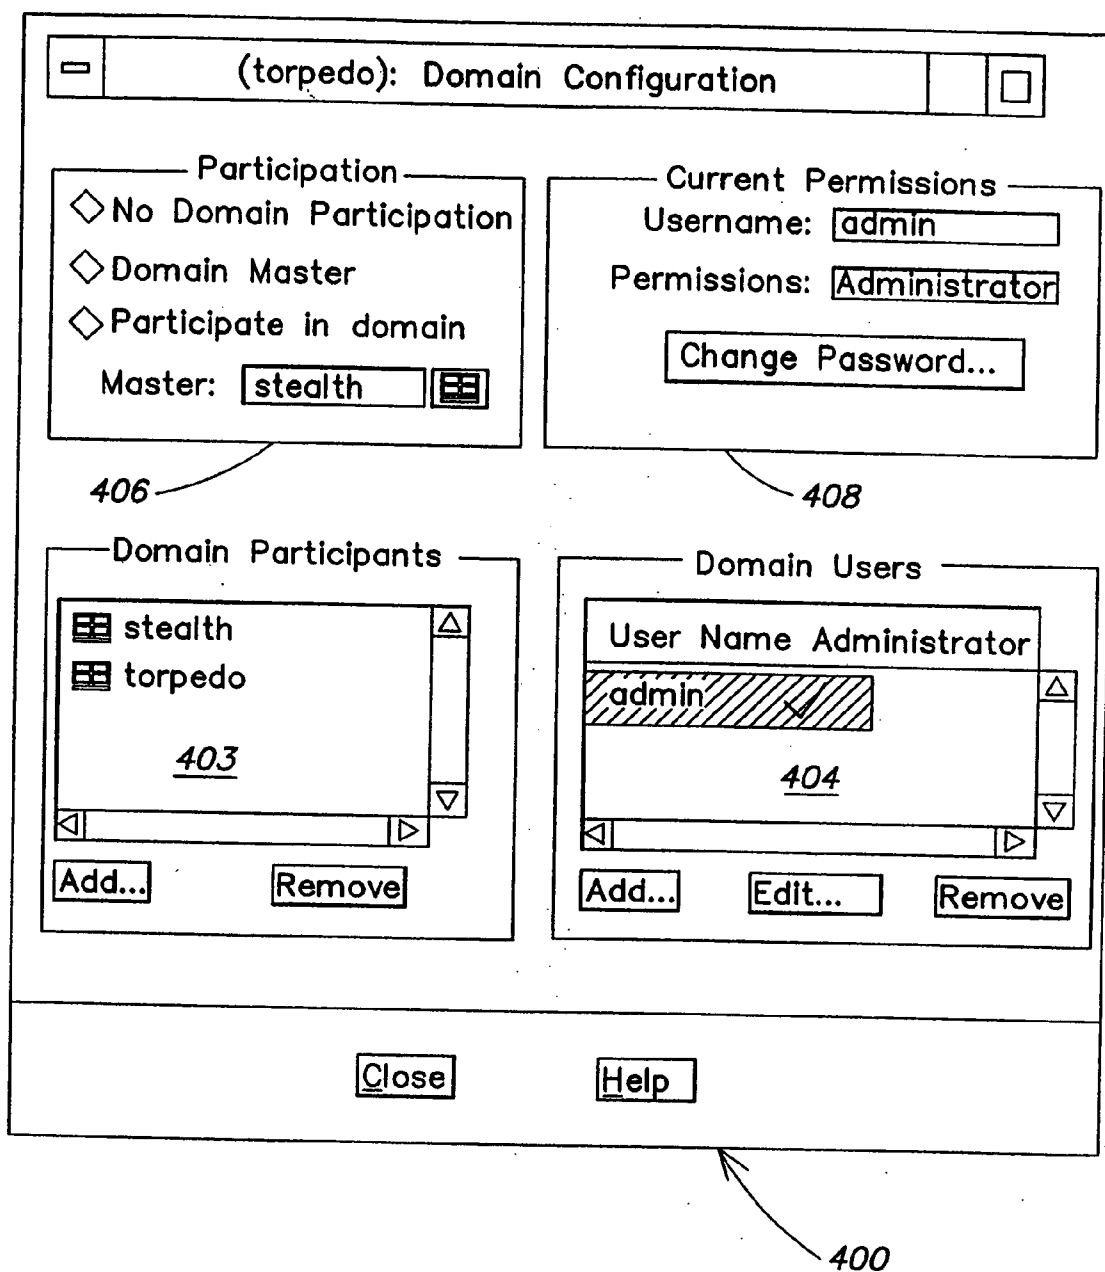 (torpedo): Domain Configuration
Participation
No Domain Participation
Domain Master
Participate in domain
Master: stealth
406
Current Permissions
Username: admin
Permissions: Administrator
Change Password...
408
Domain Participants
stealth
torpedo
403
Add... Remove
Domain Users
User Name Administrator
admin
404
Add... Edit... Remove
Close Help
400